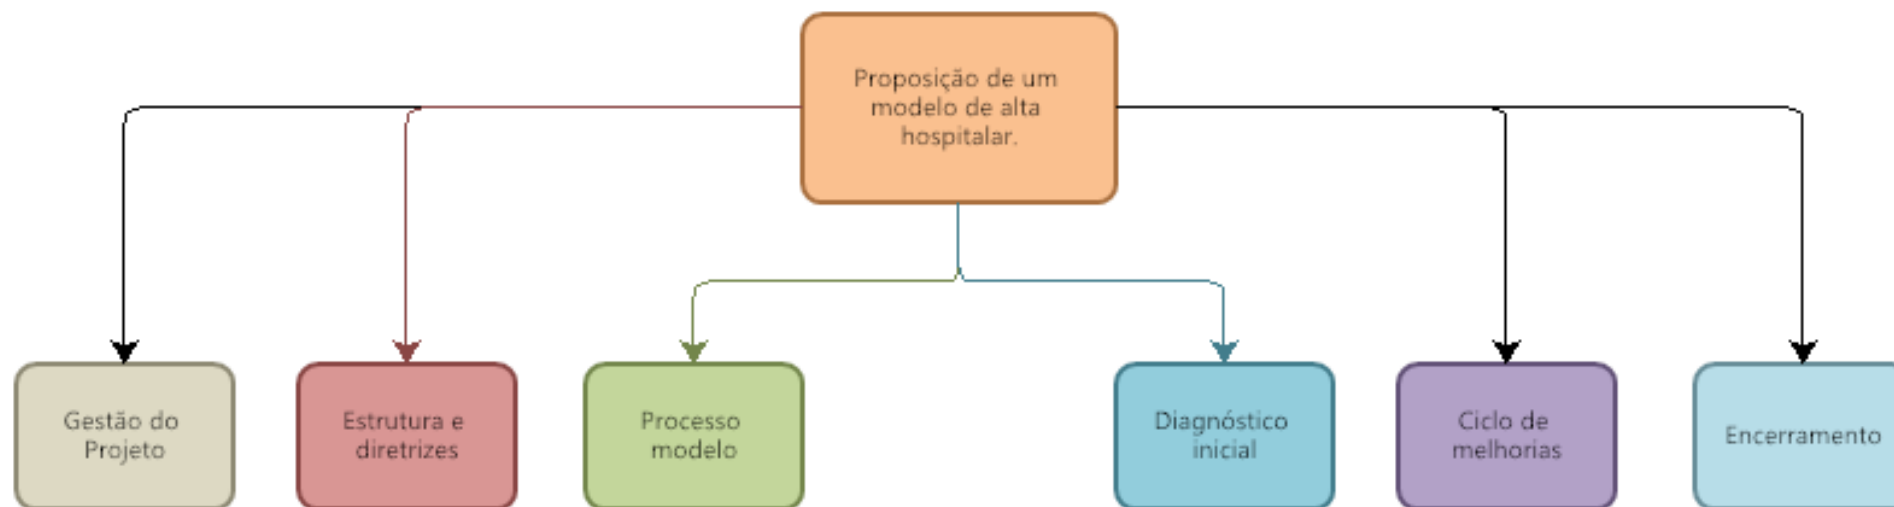 Proposição de um
modelo de alta
hospitalar.
Gestão do
Projeto
Estrutura e
diretrizes
Processo
modelo
Diagnóstico
inicial
Ciclo de
melhorias
Encerramento